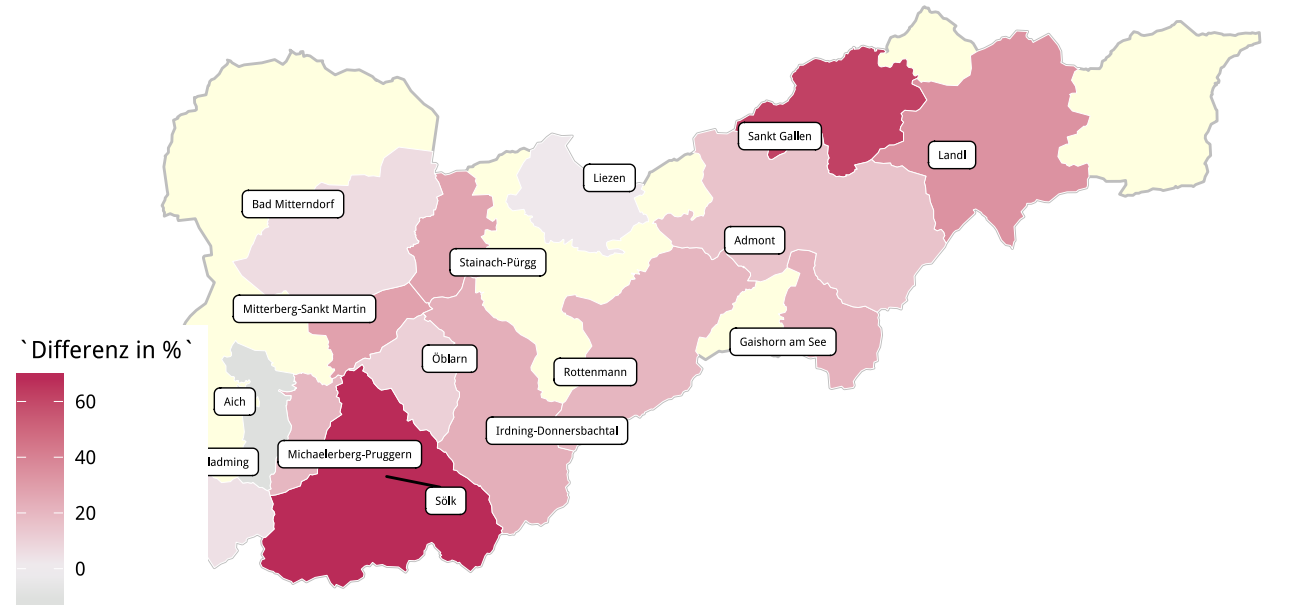 Sankt Gallen
Landl
Liezen
Bad Mitterndorf
Admont
Stainach-Pürgg
Mitterberg-Sankt Martin
Gaishorn am See
`Differenz in %`
Öblarn
Rottenmann
60
Aich
Irdning-Donnersbachtal
40
Michaelerberg-Pruggern
ladming
Sölk
20
0